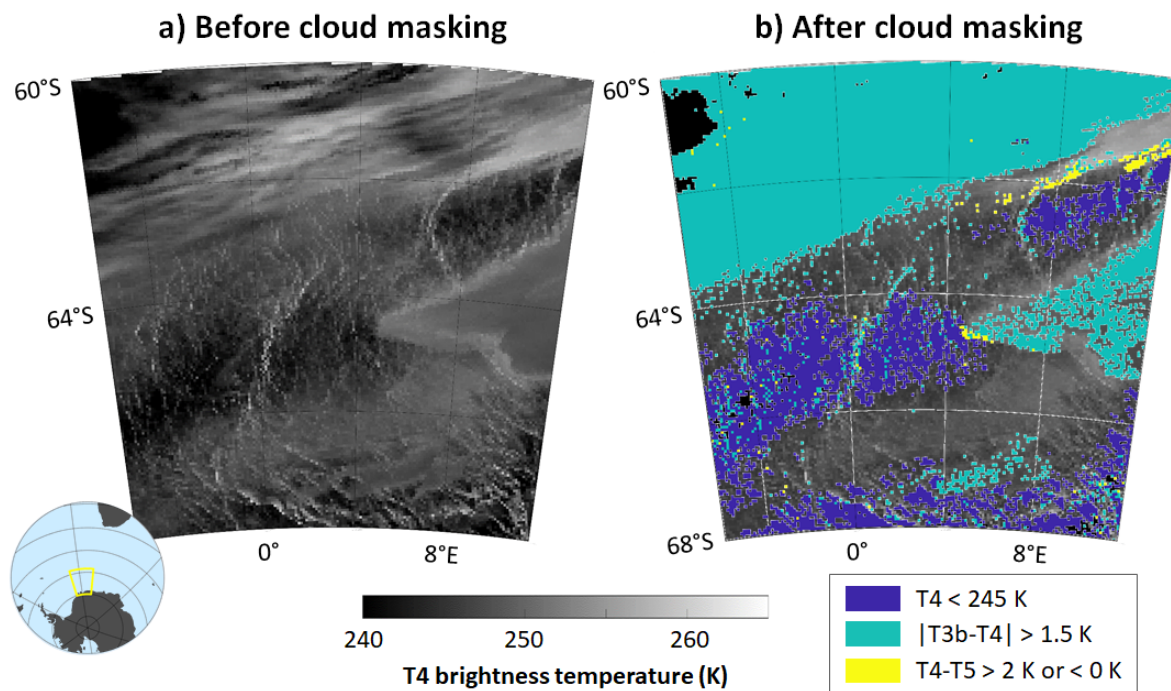 a) Before cloud masking
b) After cloud masking
60°S
60°S
64°S
64°S
68°S
0°
8°E
0°
8°E
240
250
260
T4 brightness temperature (K)
T4 < 245 K
|T3b-T4| > 1.5 K
T4-T5 > 2 K or < 0 K